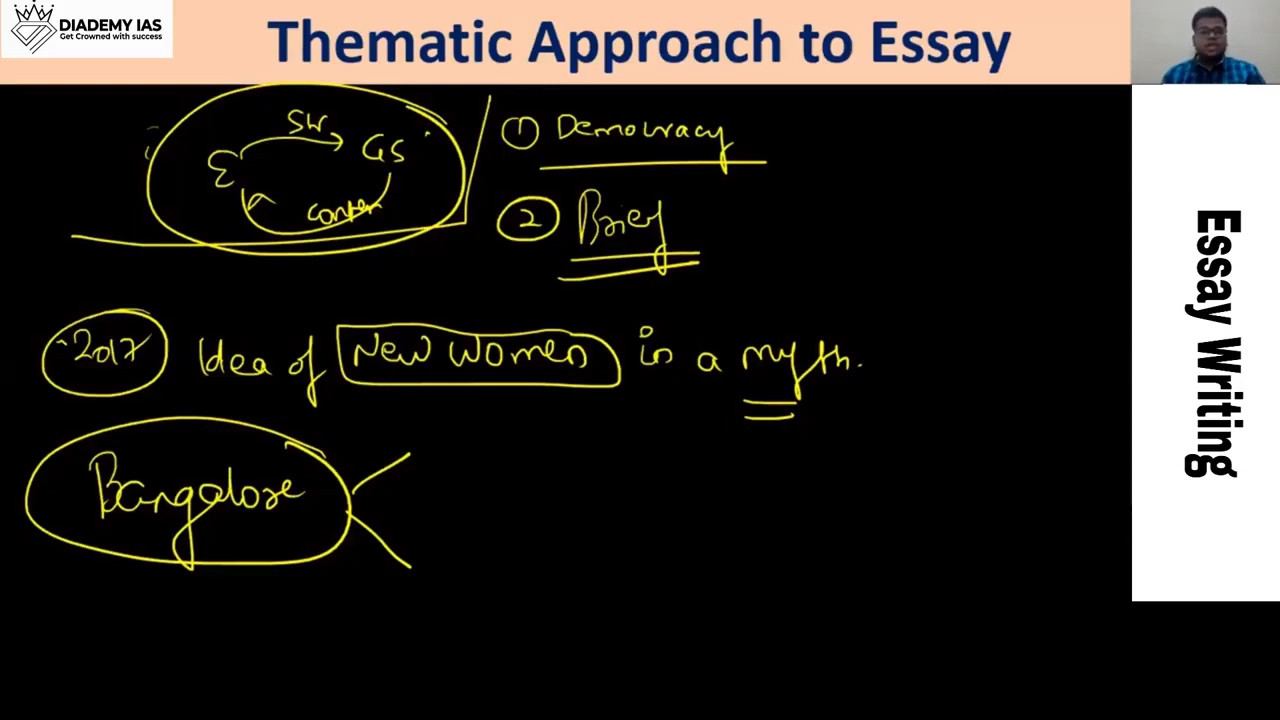 DIADEMY IAS
Get Crowned with success
Thematic Approach to Essay
SW
E
GS
① Democracy
② Brief
2017 Idea of New Women is a myth.
Bangalore
Essay Writing